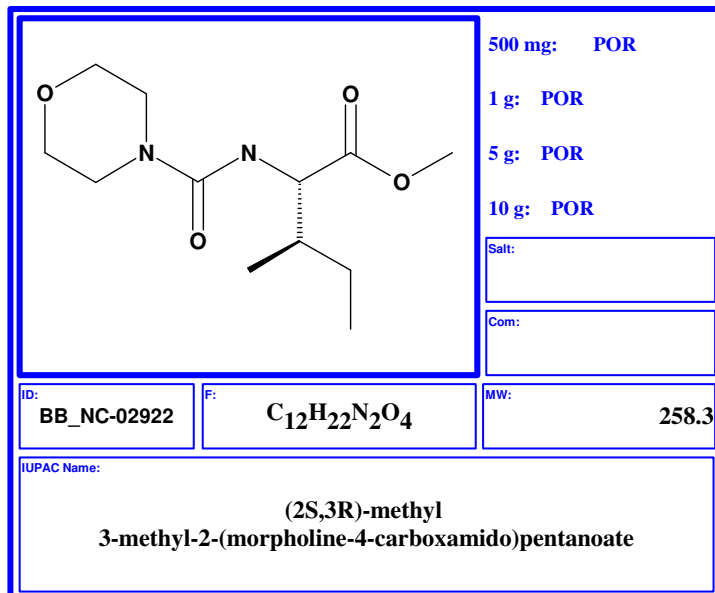 500 mg: POR
1 g: POR
5 g: POR
10 g: POR
O
N
N
O
O
O
Salt:
Com:
ID:
BB_NC-02922
F:
C12H22N2O4
MW:
258.3
IUPAC Name:
(2S,3R)-methyl
3-methyl-2-(morpholine-4-carboxamido)pentanoate